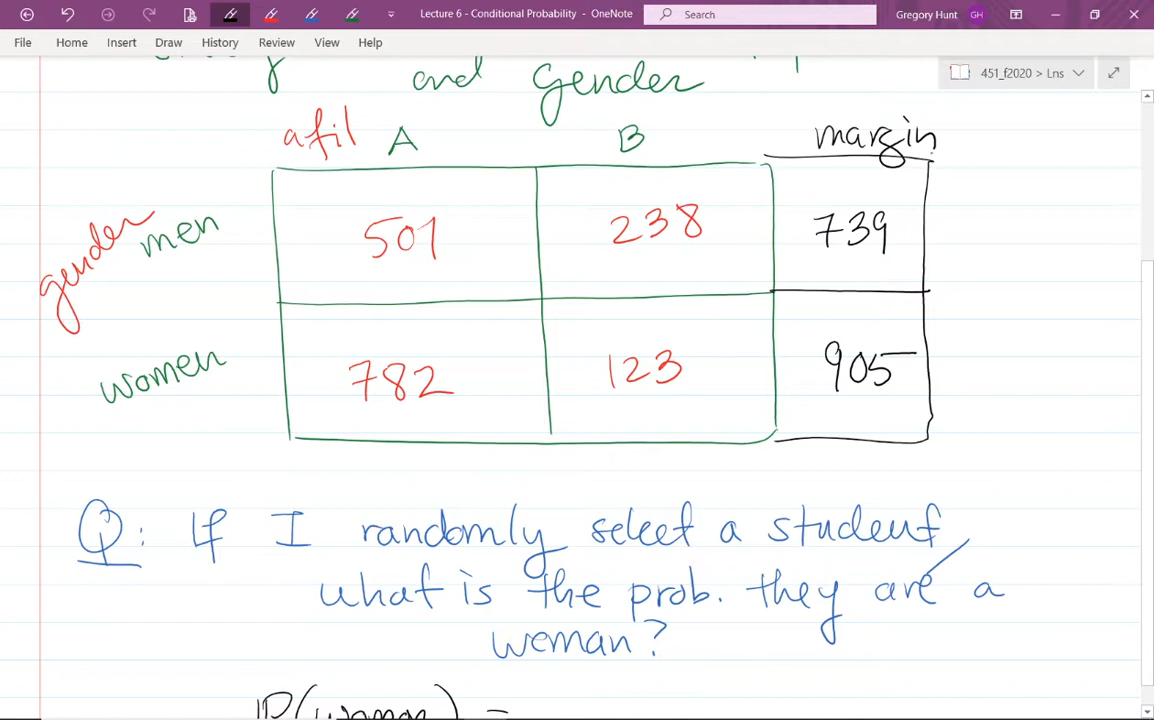 Lecture 6 - Conditional Probability - OneNote
Search
Gregory Hunt
GH
File Home Insert Draw History Review View Help
451_f2020 > Lns
and Gender
afil A B margin
gender
men 501 238 739
women 782 123 905
Q: If I randomly select a student,
what is the prob. they are a
woman?
P(woman) =